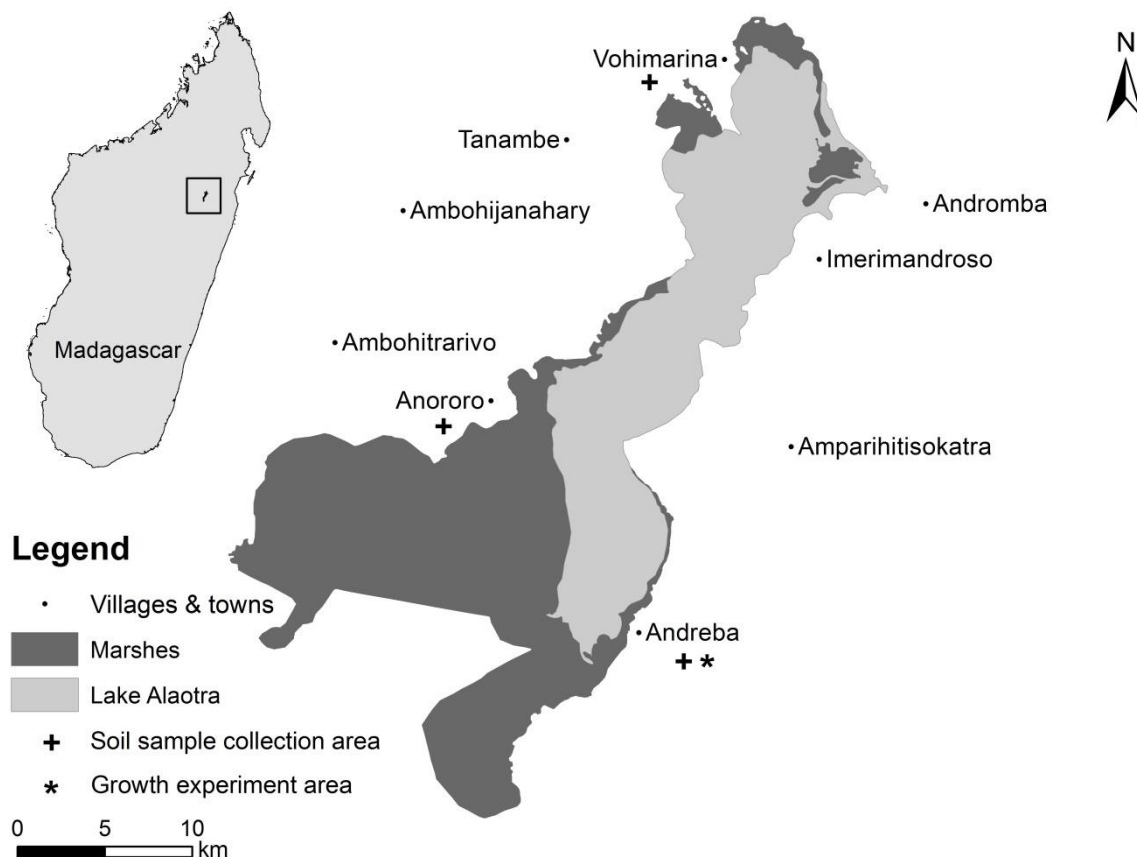 N
Vohimarina
Tanambe
Ambohijanahary
Andromba
Imerimandroso
Madagascar
Ambohitrarivo
Anororo
Amparihitisokatra
Andreba
Legend
Villages & towns
Marshes
Lake Alaotra
Soil sample collection area
Growth experiment area
0 5 10
km